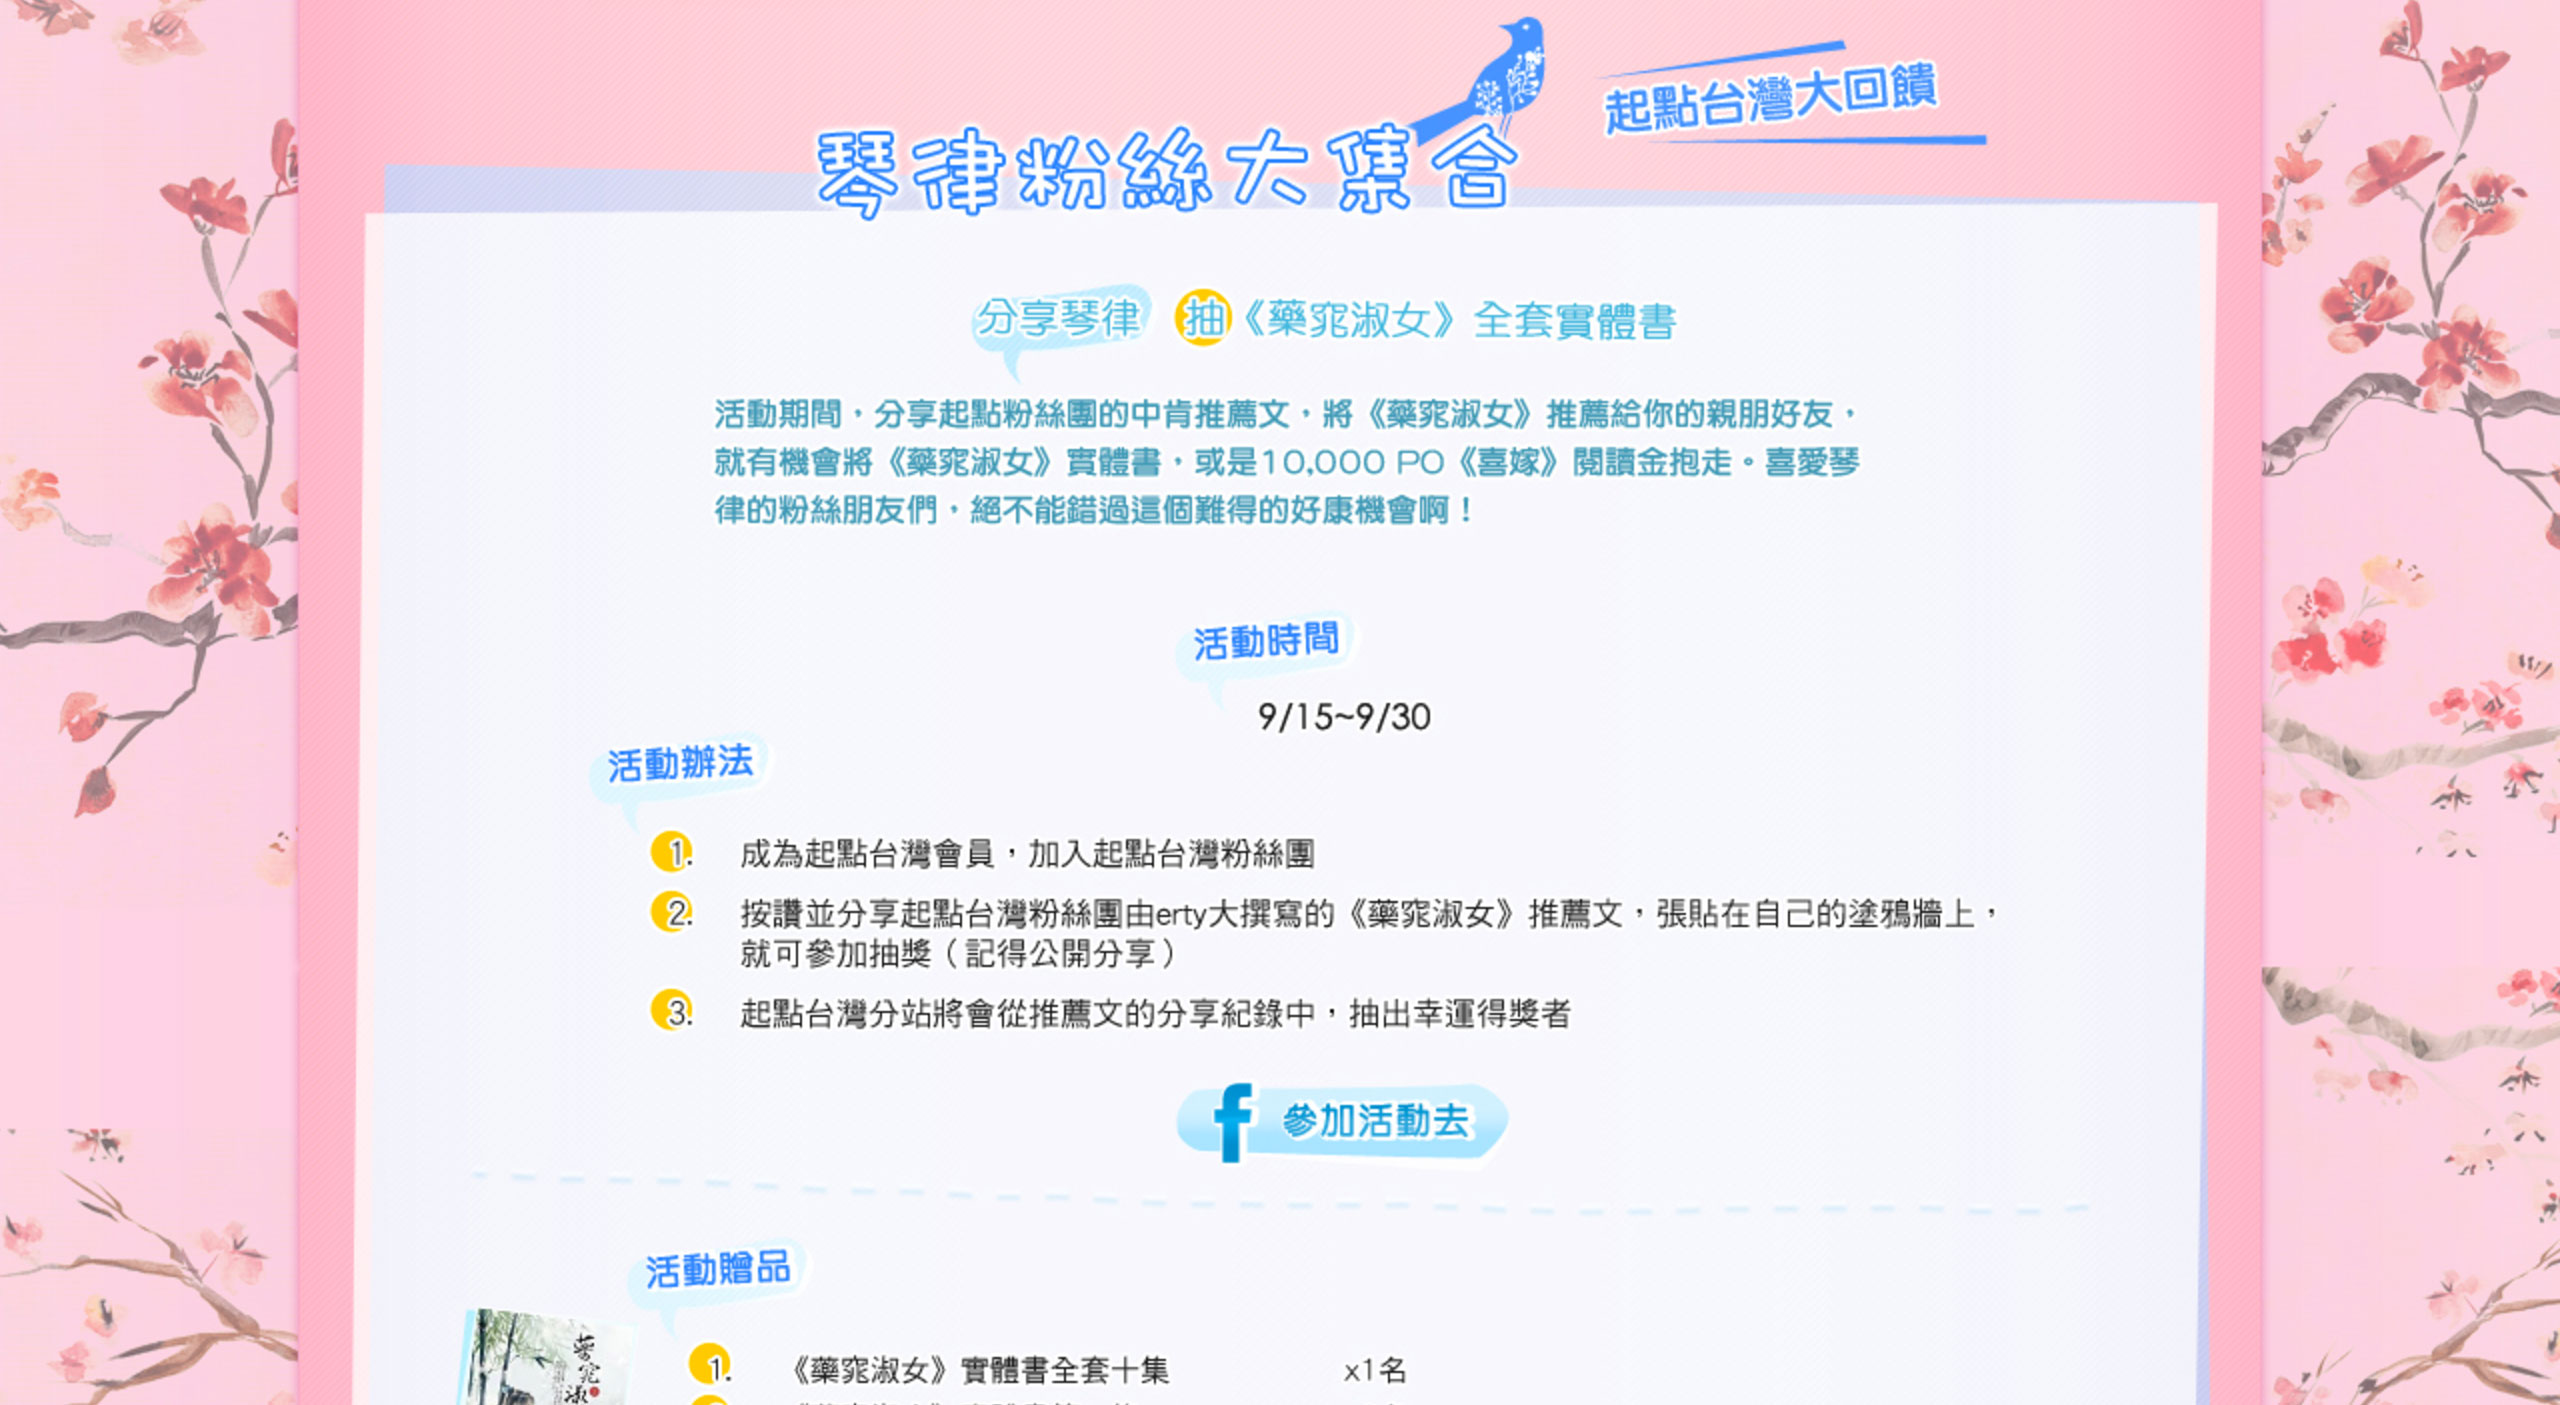 起點台灣大回饋
琴律粉絲大集合
分享琴律 抽《藥窕淑女》全套實體書
活動期間，分享起點粉絲團的中肯推薦文，將《藥窕淑女》推薦給你的親朋好友，
就有機會將《藥窕淑女》實體書，或是10,000 PO《喜嫁》閱讀金抱走。喜愛琴
律的粉絲朋友們，絕不能錯過這個難得的好康機會啊！
活動時間
9/15~9/30
活動辦法
1. 成為起點台灣會員，加入起點台灣粉絲團
2. 按讚並分享起點台灣粉絲團由erty大撰寫的《藥窕淑女》推薦文，張貼在自己的塗鴉牆上，
就可參加抽獎（記得公開分享）
3. 起點台灣分站將會從推薦文的分享紀錄中，抽出幸運得獎者
f 參加活動去
活動贈品
1. 《藥窕淑女》實體書全套十集 x1名